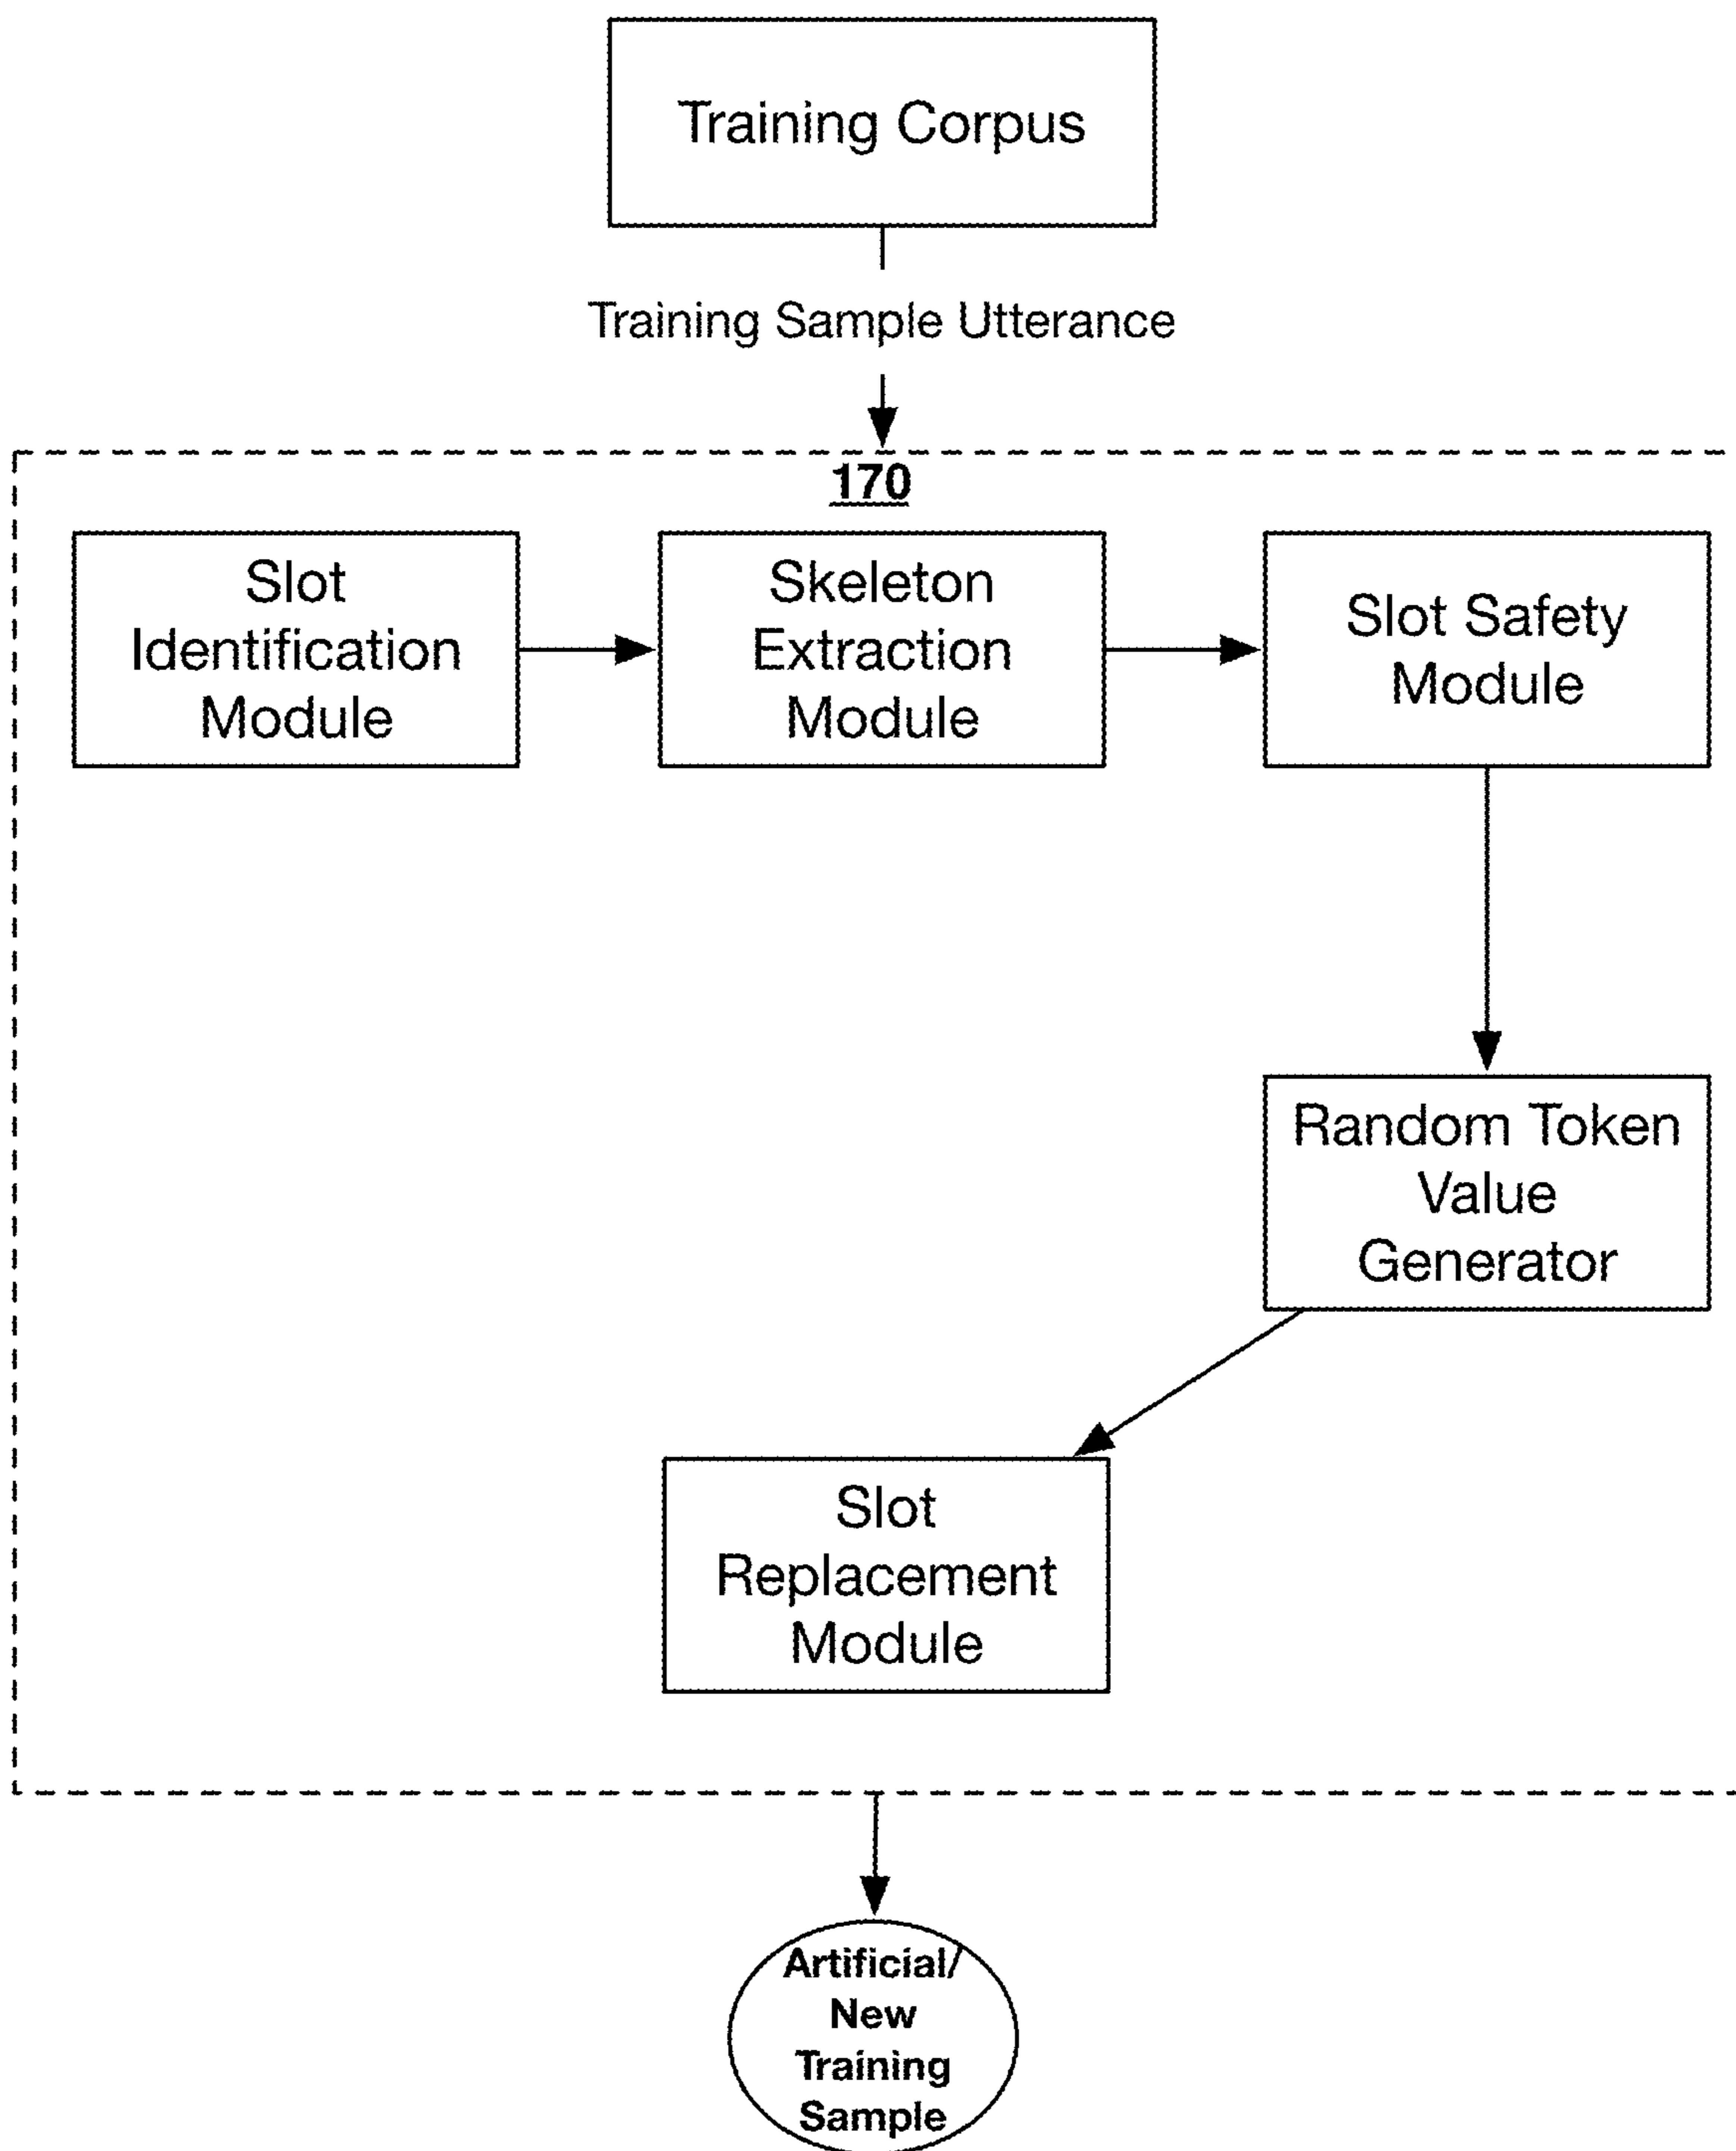 Training Corpus
Training Sample Utterance
170
Slot
Identification
Module
Skeleton
Extraction
Module
Slot Safety
Module
Random Token
Value
Generator
Slot
Replacement
Module
Artificial/
New
Training
Sample